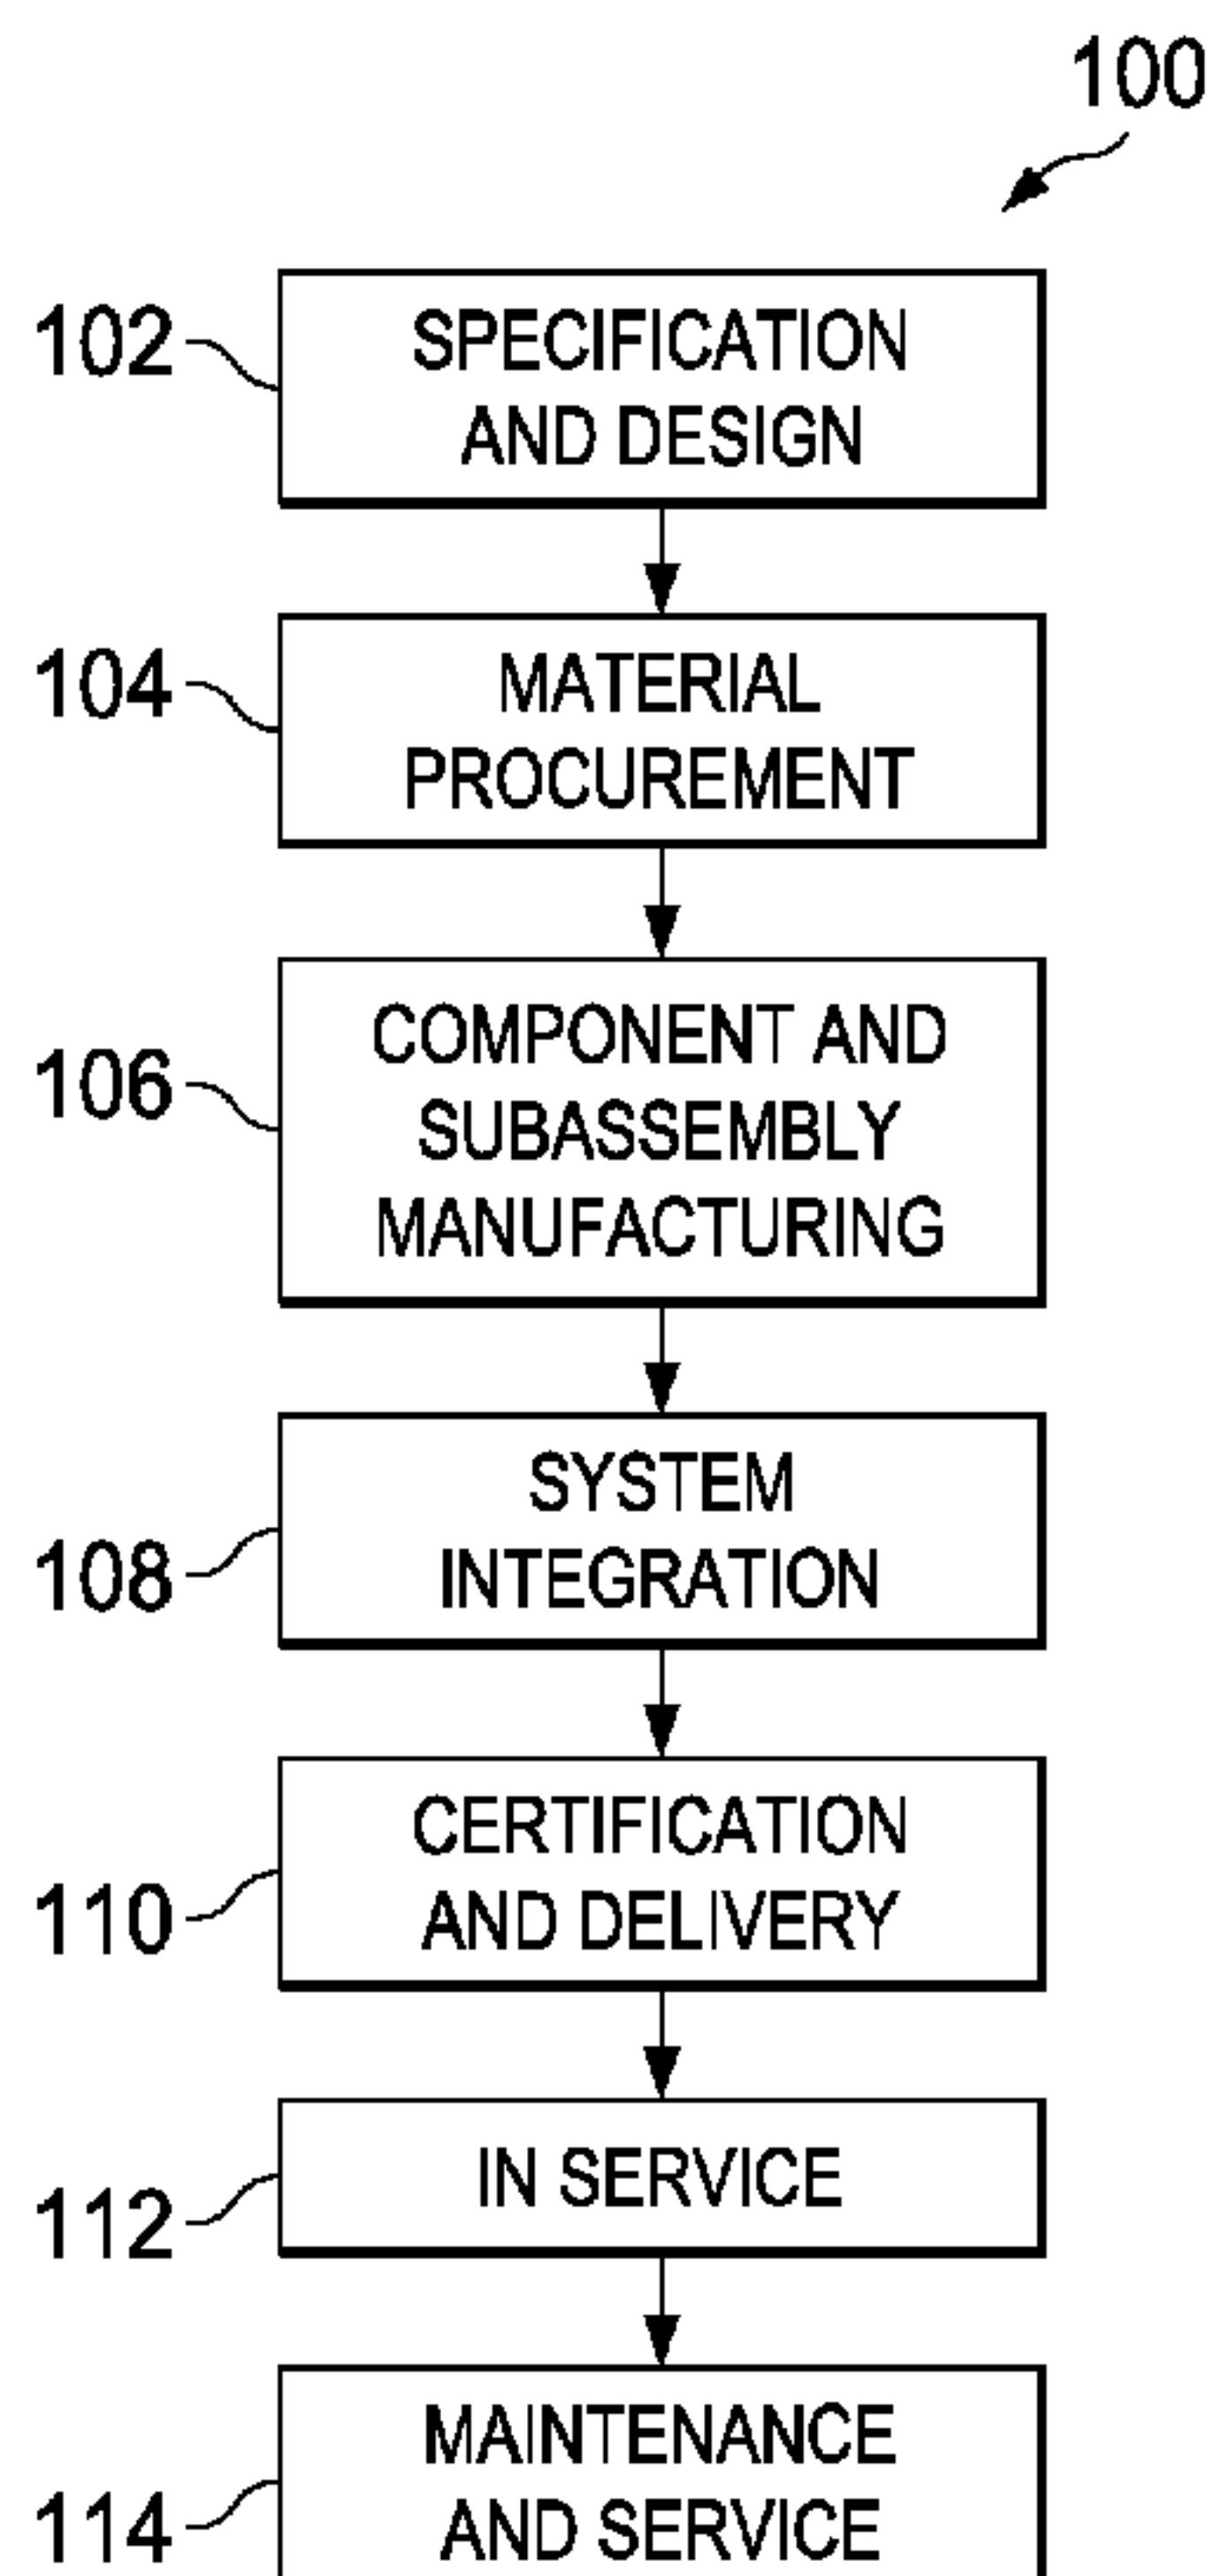 100
102
SPECIFICATION
AND DESIGN
104
MATERIAL
PROCUREMENT
106
COMPONENT AND
SUBASSEMBLY
MANUFACTURING
108
SYSTEM
INTEGRATION
110
CERTIFICATION
AND DELIVERY
112
IN SERVICE
114
MAINTENANCE
AND SERVICE